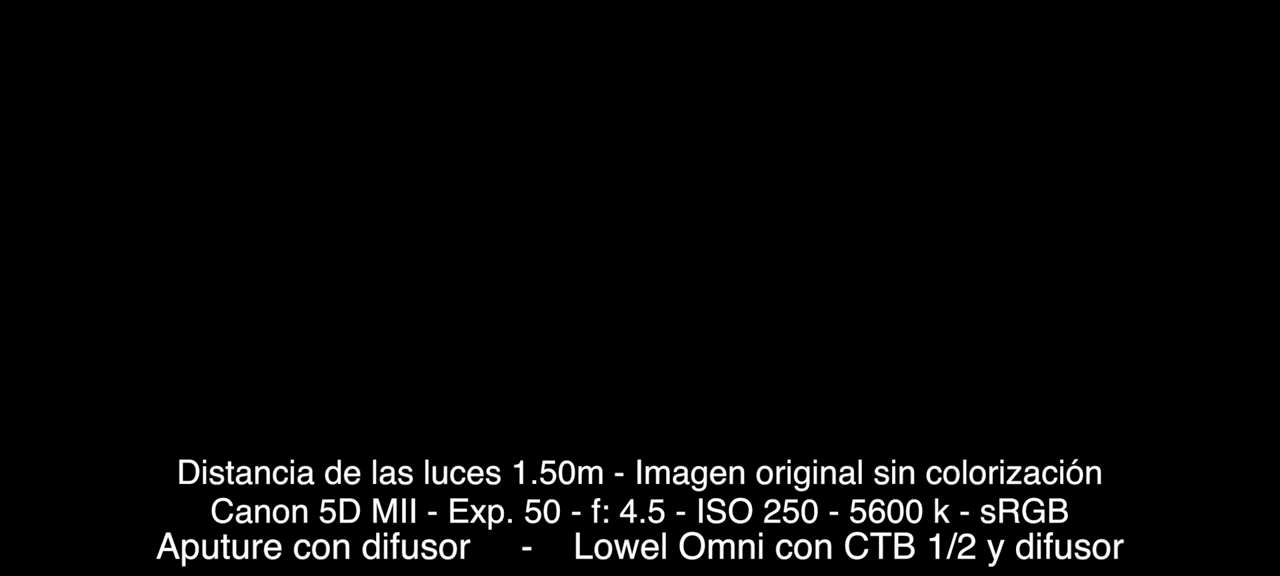 Distancia de las luces 1.50m - Imagen original sin colorización
Canon 5D MII - Exp. 50 - f: 4.5 - ISO 250 - 5600 k - sRGB
Aputure con difusor - Lowel Omni con CTB 1/2 y difusor